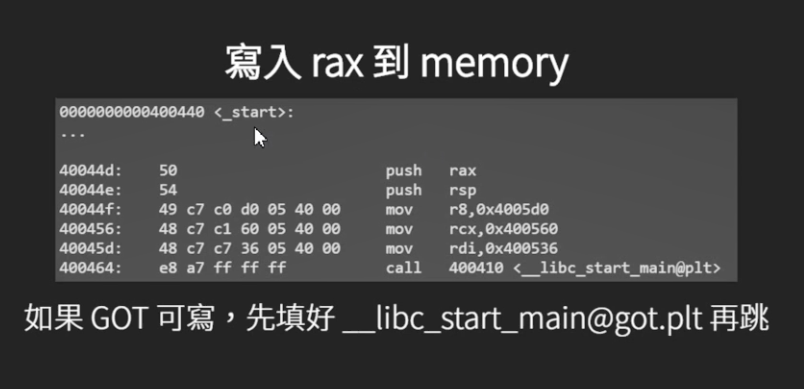 寫入 rax 到 memory
0000000000400440 <_start>:
...
40044d: 50 push rax
40044e: 54 push rsp
40044f: 49 c7 c0 d0 05 40 00 mov r8,0x4005d0
400456: 48 c7 c1 60 05 40 00 mov rcx,0x400560
40045d: 48 c7 c7 36 05 40 00 mov rdi,0x400536
400464: e8 a7 ff ff ff call 400410 <__libc_start_main@plt>
如果 GOT 可寫，先填好 __libc_start_main@got.plt 再跳